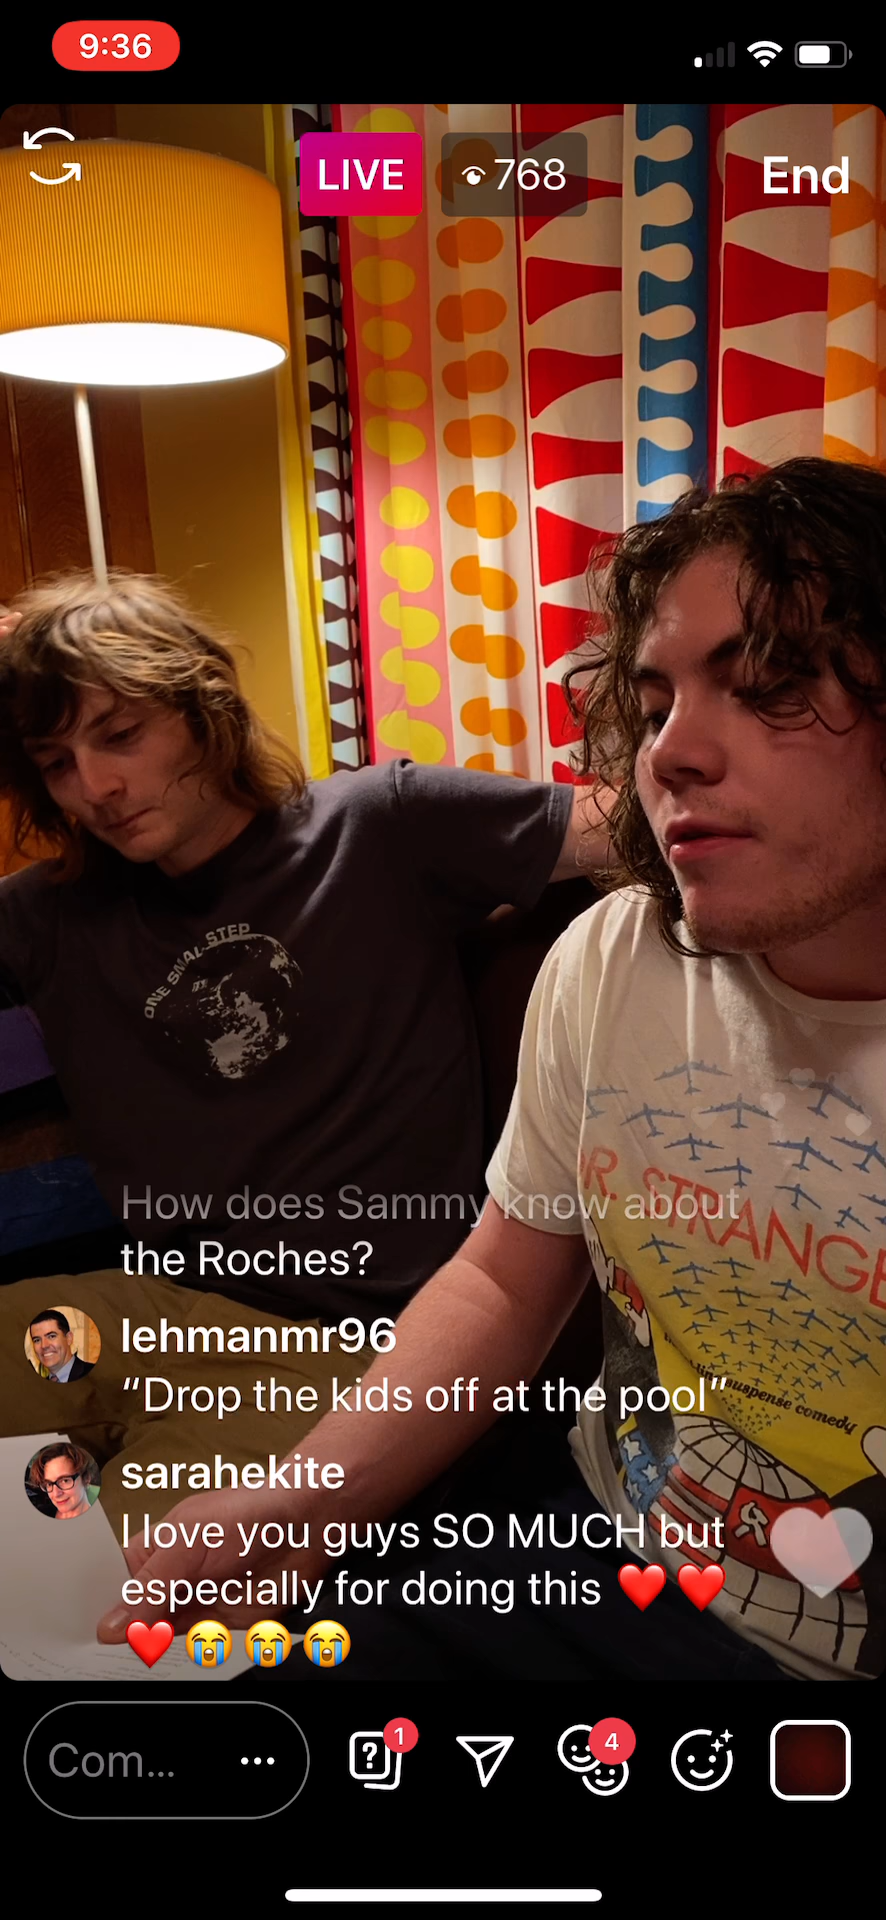 9:36
LIVE
768
End
ONE SMALL STEP
DR. STRANGE
suspense comedy
How does Sammy know about
the Roches?
lehmanmr96
“Drop the kids off at the pool”
sarahekite
I love you guys SO MUCH but
especially for doing this ❤️❤️
❤️😭😭😭
Com...
1
4